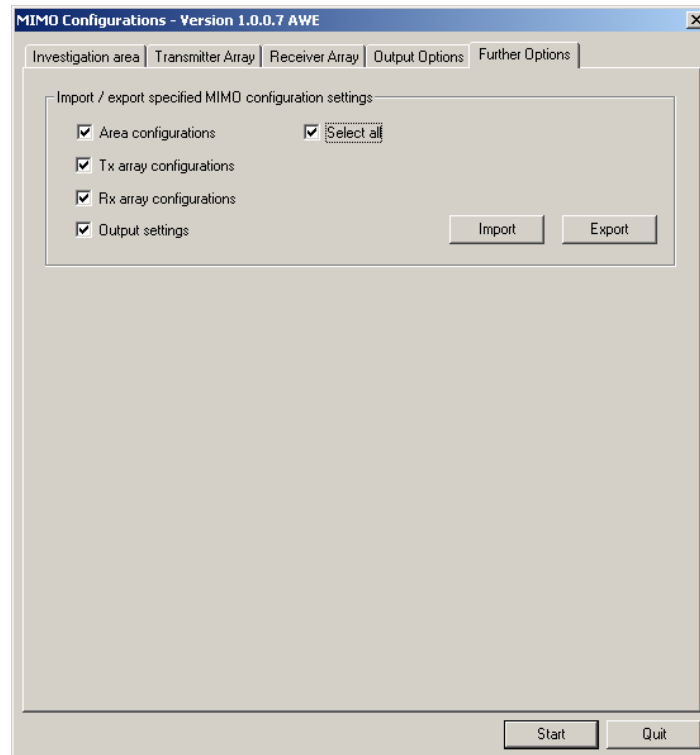 MIMO Configurations - Version 1.0.0.7 AWE
Investigation area Transmitter Array Receiver Array Output Options Further Options
Import / export specified MIMO configuration settings
Area configurations Select all
Tx array configurations
Rx array configurations
Output settings Import Export
Start Quit